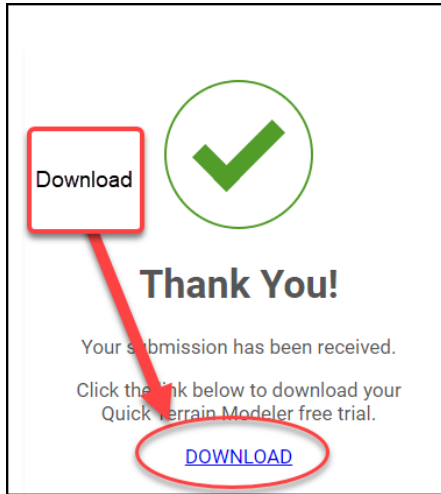 Download
Thank You!
Your submission has been received.
Click the link below to download your
Quick Terrain Modeler free trial.
DOWNLOAD